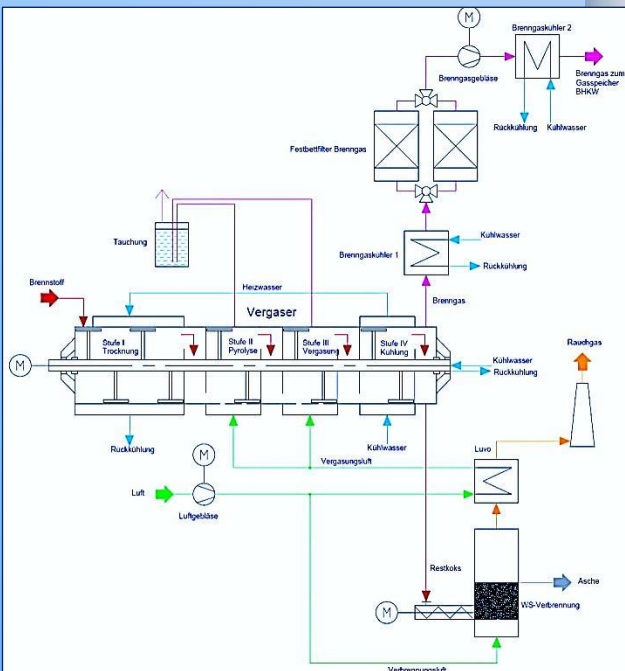 M
Brenngaskühler 2
Brenngasgebläse
Brenngas zum
Gasspeicher
BHKW
Rückkühlung
Kühlwasser
Festbettfilter Brenngas
Tauchung
Kühlwasser
Brenngaskühler 1
Rückkühlung
Brennstoff
Heizwasser
Brenngas
Vergaser
Stufe I
Trocknung
Stufe II
Pyrolyse
Stufe III
Vergasung
Stufe IV
Kühlung
Rauchgas
M
Kühlwasser
Rückkühlung
Rückkühlung
Kühlwasser
M
Vergasungsluft
Luvo
Luft
Luftgebläse
Restkoks
Asche
M
WS-Verbrennung
Verbrennungsluft